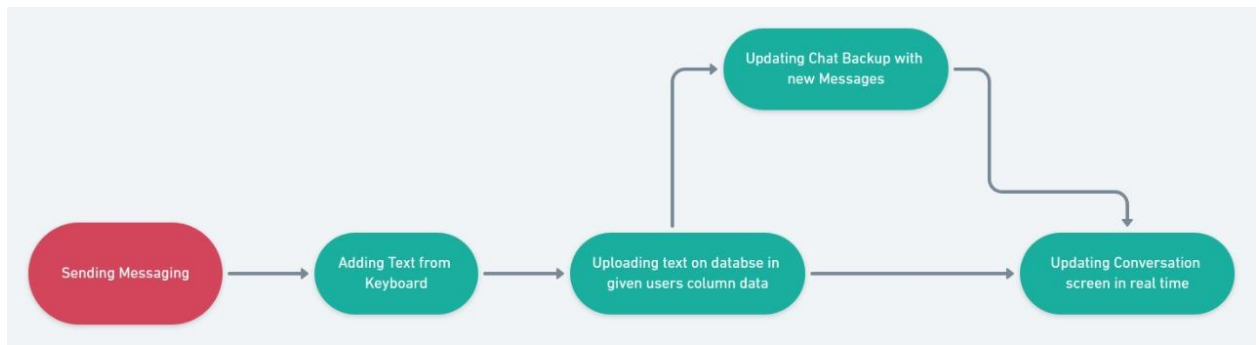 Updating Chat Backup with
new Messages
Sending Messaging
Adding Text from
Keyboard
Uploading text on databse in
given users column data
Updating Conversation
screen in real time